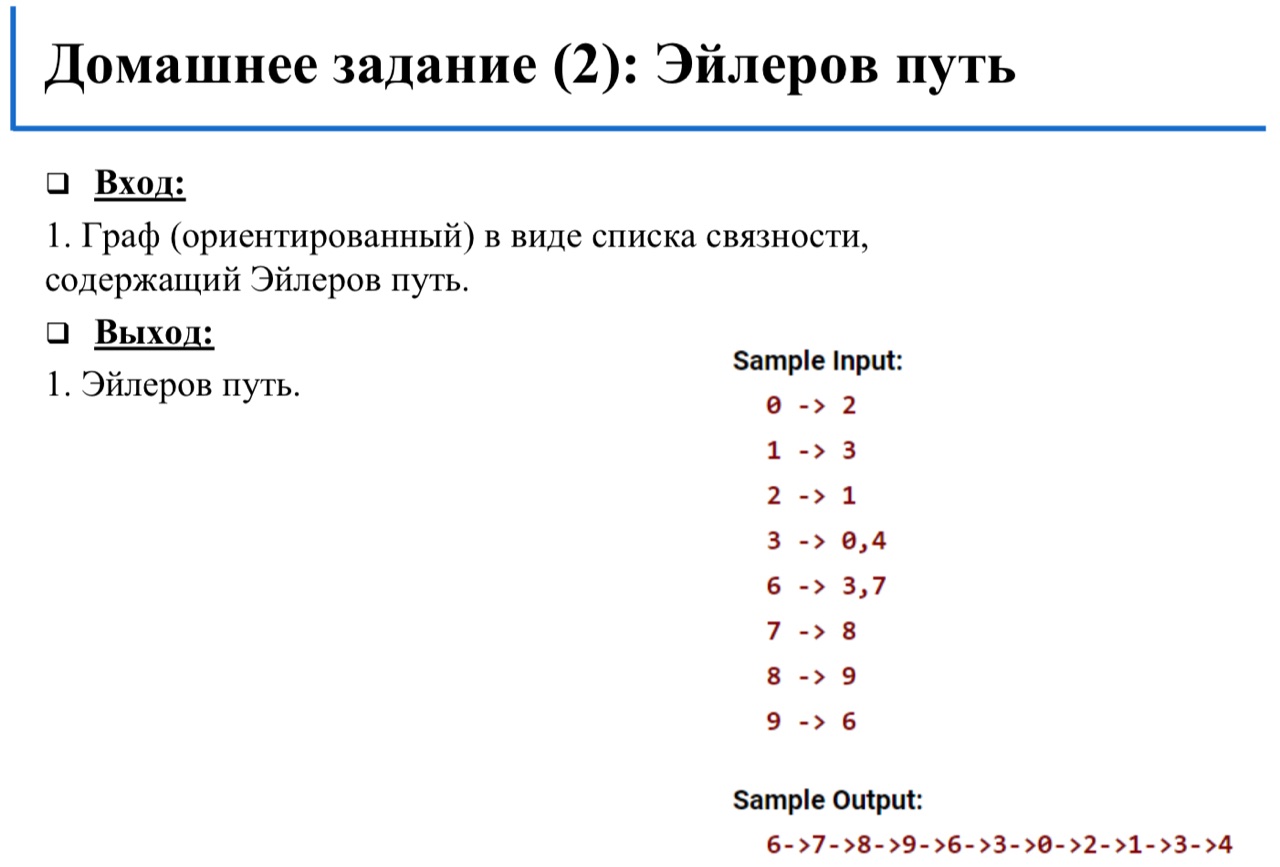 Домашнее задание (2): Эйлеров путь
❑ Вход:
1. Граф (ориентированный) в виде списка связности,
содержащий Эйлеров путь.
❑ Выход:
1. Эйлеров путь.
Sample Input:
0 -> 2
1 -> 3
2 -> 1
3 -> 0,4
6 -> 3,7
7 -> 8
8 -> 9
9 -> 6
Sample Output:
6->7->8->9->6->3->0->2->1->3->4